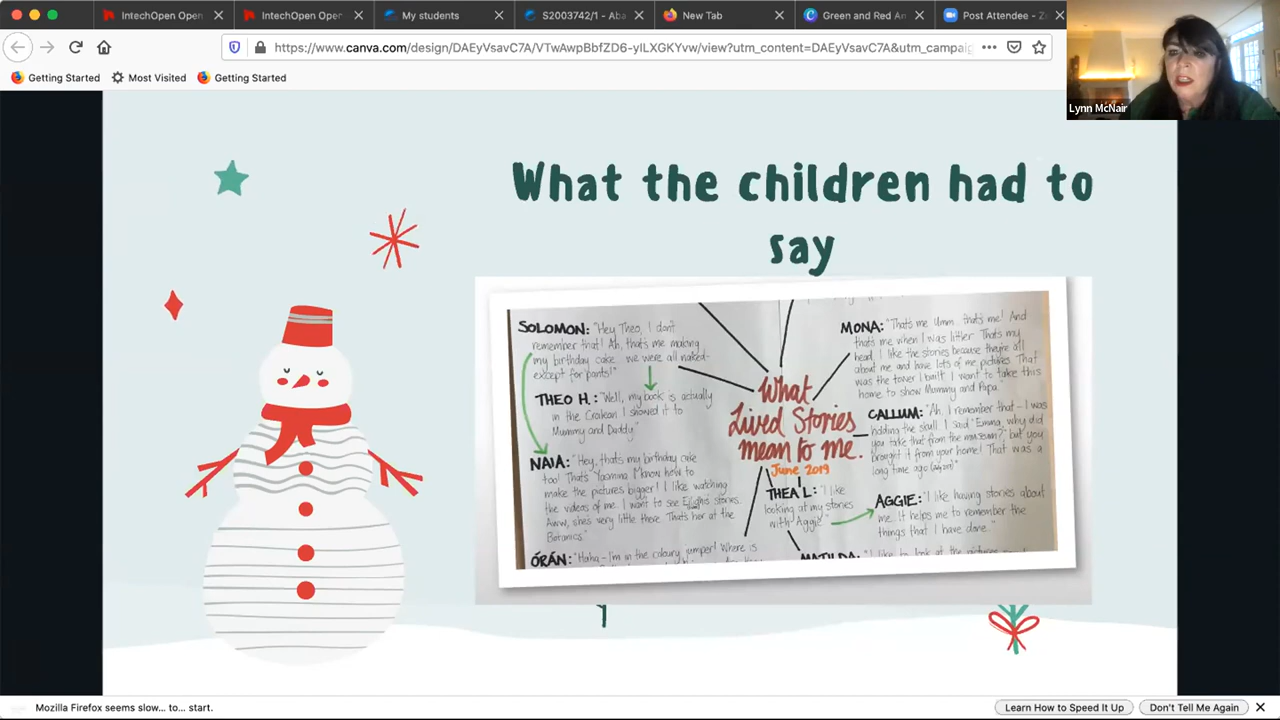 IntechOpen Open
IntechOpen Open
My students
S2003742/1 - Aba
New Tab
Green and Red An
Post Attendee - Ze
https://www.canva.com/design/DAEyVsavC7A/VTwAwpBbfZD6-yILXGKYvw/view?utm_content=DAEyVsavC7A&utm_campaig
Getting Started
Most Visited
Getting Started
Lynn McNair
What the children had to
say
SOLOMON: "Hey Theo, I don't
remember that! Ah, that's me making
my birthday cake. we were all naked-
except for pants!"
THEO H.: "Well, my book is actually
in the Croikan I showed it to
Mummy and Daddy."
NAIA: "Hey, that's my birthday cake
too! That's Yasmina I know how to
make the pictures bigger! I like watching
the videos of me. I want to see stories.
Aww, she's very little there. That's her at the
Botanics."
ÓRÁN: "Haha - I'm in the coloury jumper! Where is
What
Lived Stories
mean to me.
June 2019
THEA L: "I like
looking at my stories
with Aggie
MONA: "That's me Umm.. that's me! And
that's me when I was littler. That's my
head. I like the stories because they're all
about me and have lots of me pictures. That
was the tower I built. I want to take this
home to show Mummy and Papa."
CALLUM: "Ah, I remember that - I was
holding the skull. I said "Emma, why did
you take that from the museum?" but you
brought it from your home! That was a
long time ago
AGGIE: "I like having stories about
me..It helps me to remember the
things that I have done."
MATILDA: "I like to look at the pictures
Mozilla Firefox seems slow... to... start.
Learn How to Speed It Up
Don't Tell Me Again